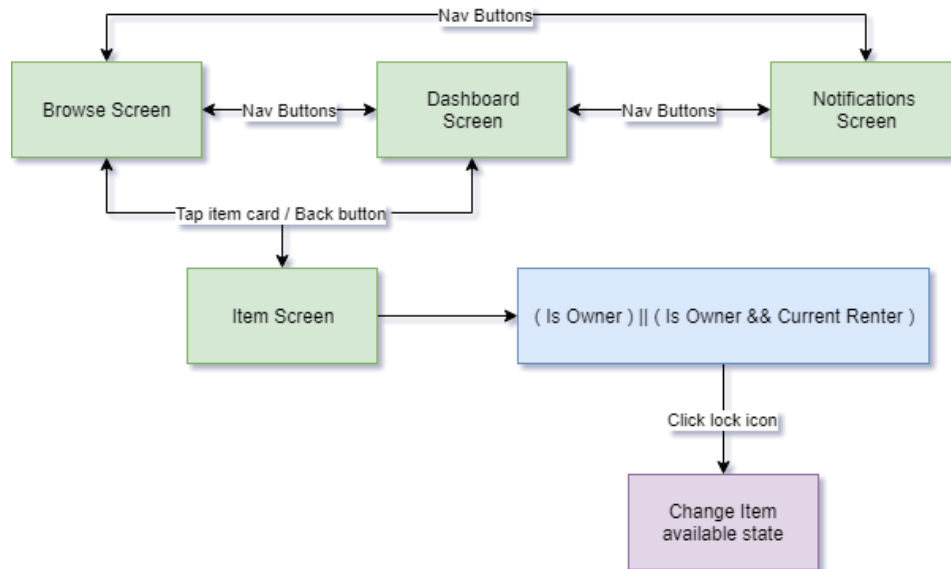 Nav Buttons
Browse Screen
Nav Buttons
Dashboard
Screen
Nav Buttons
Notifications
Screen
Tap item card / Back button
Item Screen
( Is Owner ) || ( Is Owner && Current Renter )
Click lock icon
Change Item
available state